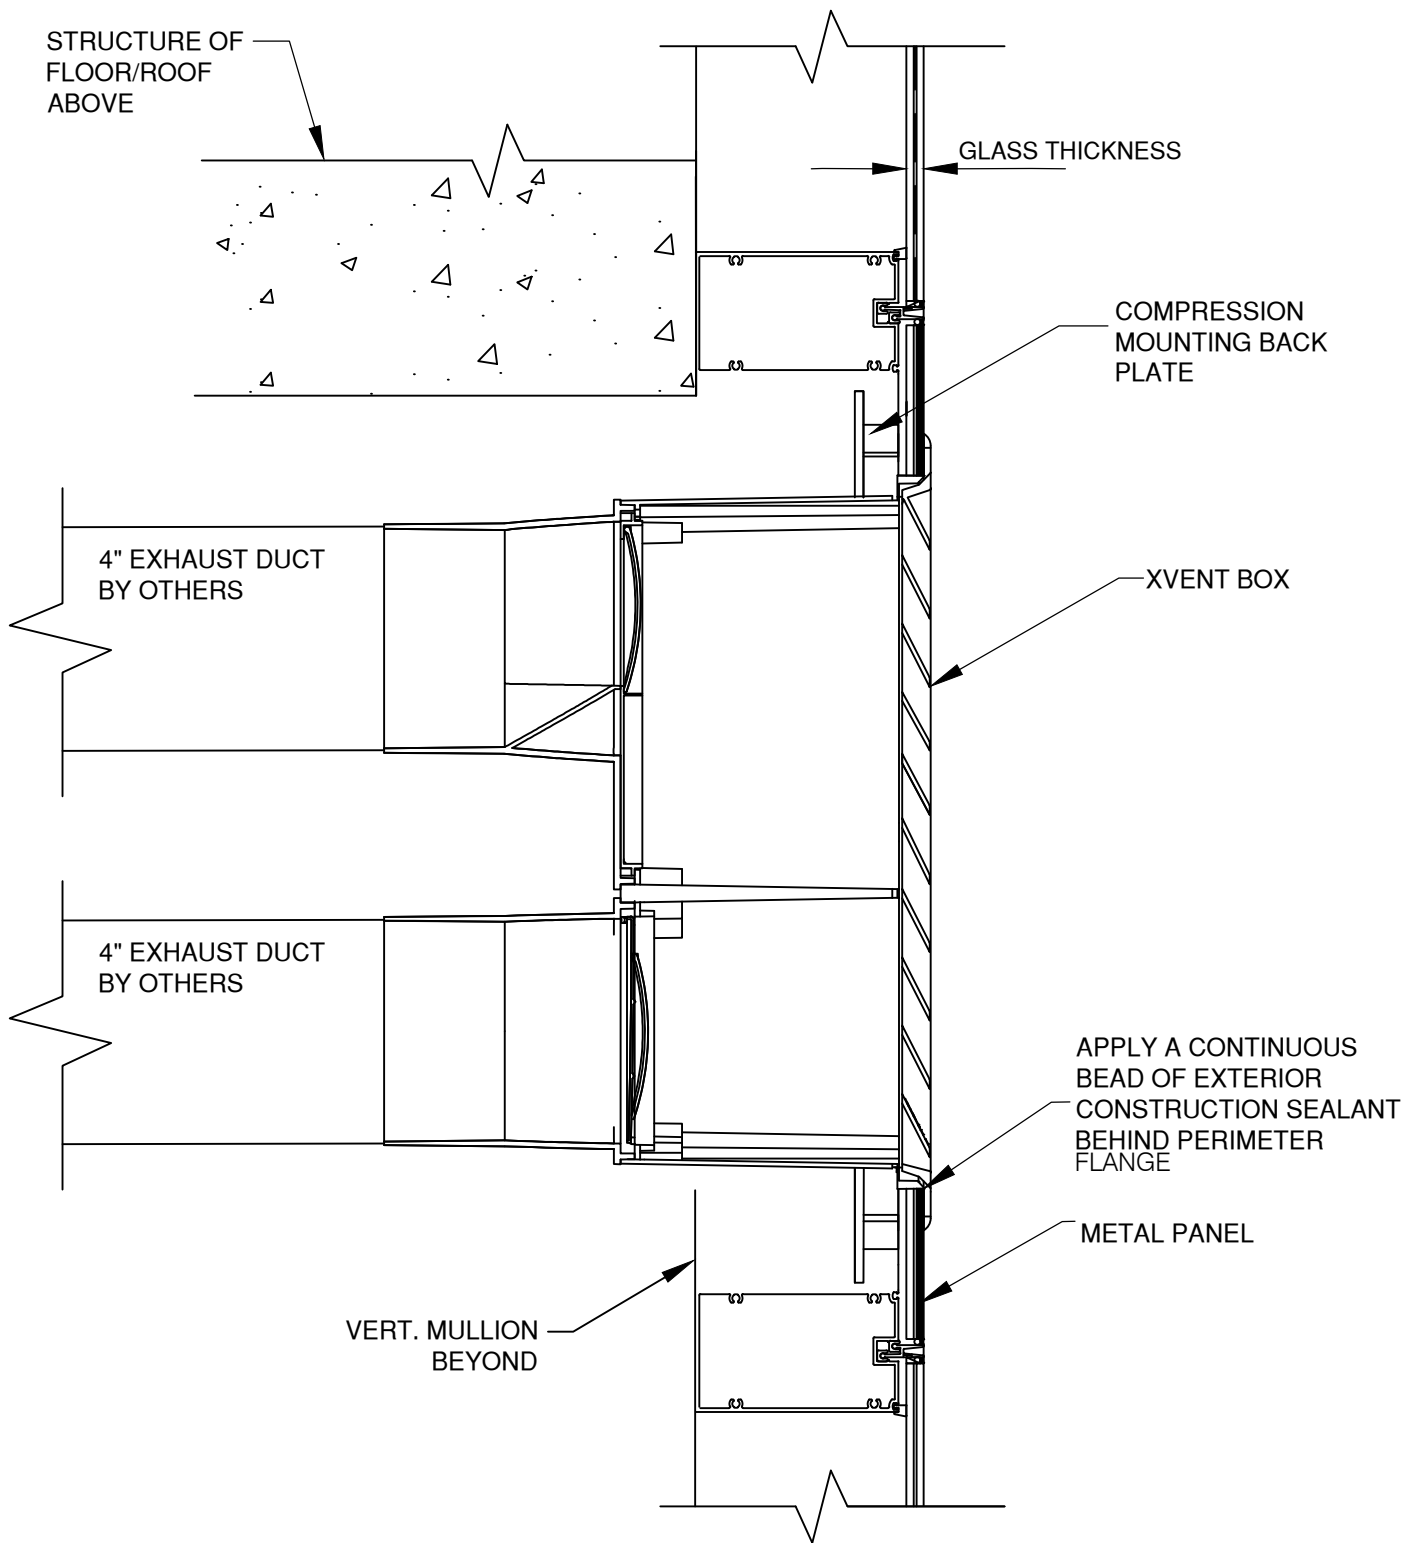 STRUCTURE OF
FLOOR/ROOF
ABOVE
GLASS THICKNESS
COMPRESSION
MOUNTING BACK
PLATE
4" EXHAUST DUCT
BY OTHERS
XVENT BOX
4" EXHAUST DUCT
BY OTHERS
APPLY A CONTINUOUS
BEAD OF EXTERIOR
CONSTRUCTION SEALANT
BEHIND PERIMETER
FLANGE
METAL PANEL
VERT. MULLION
BEYOND